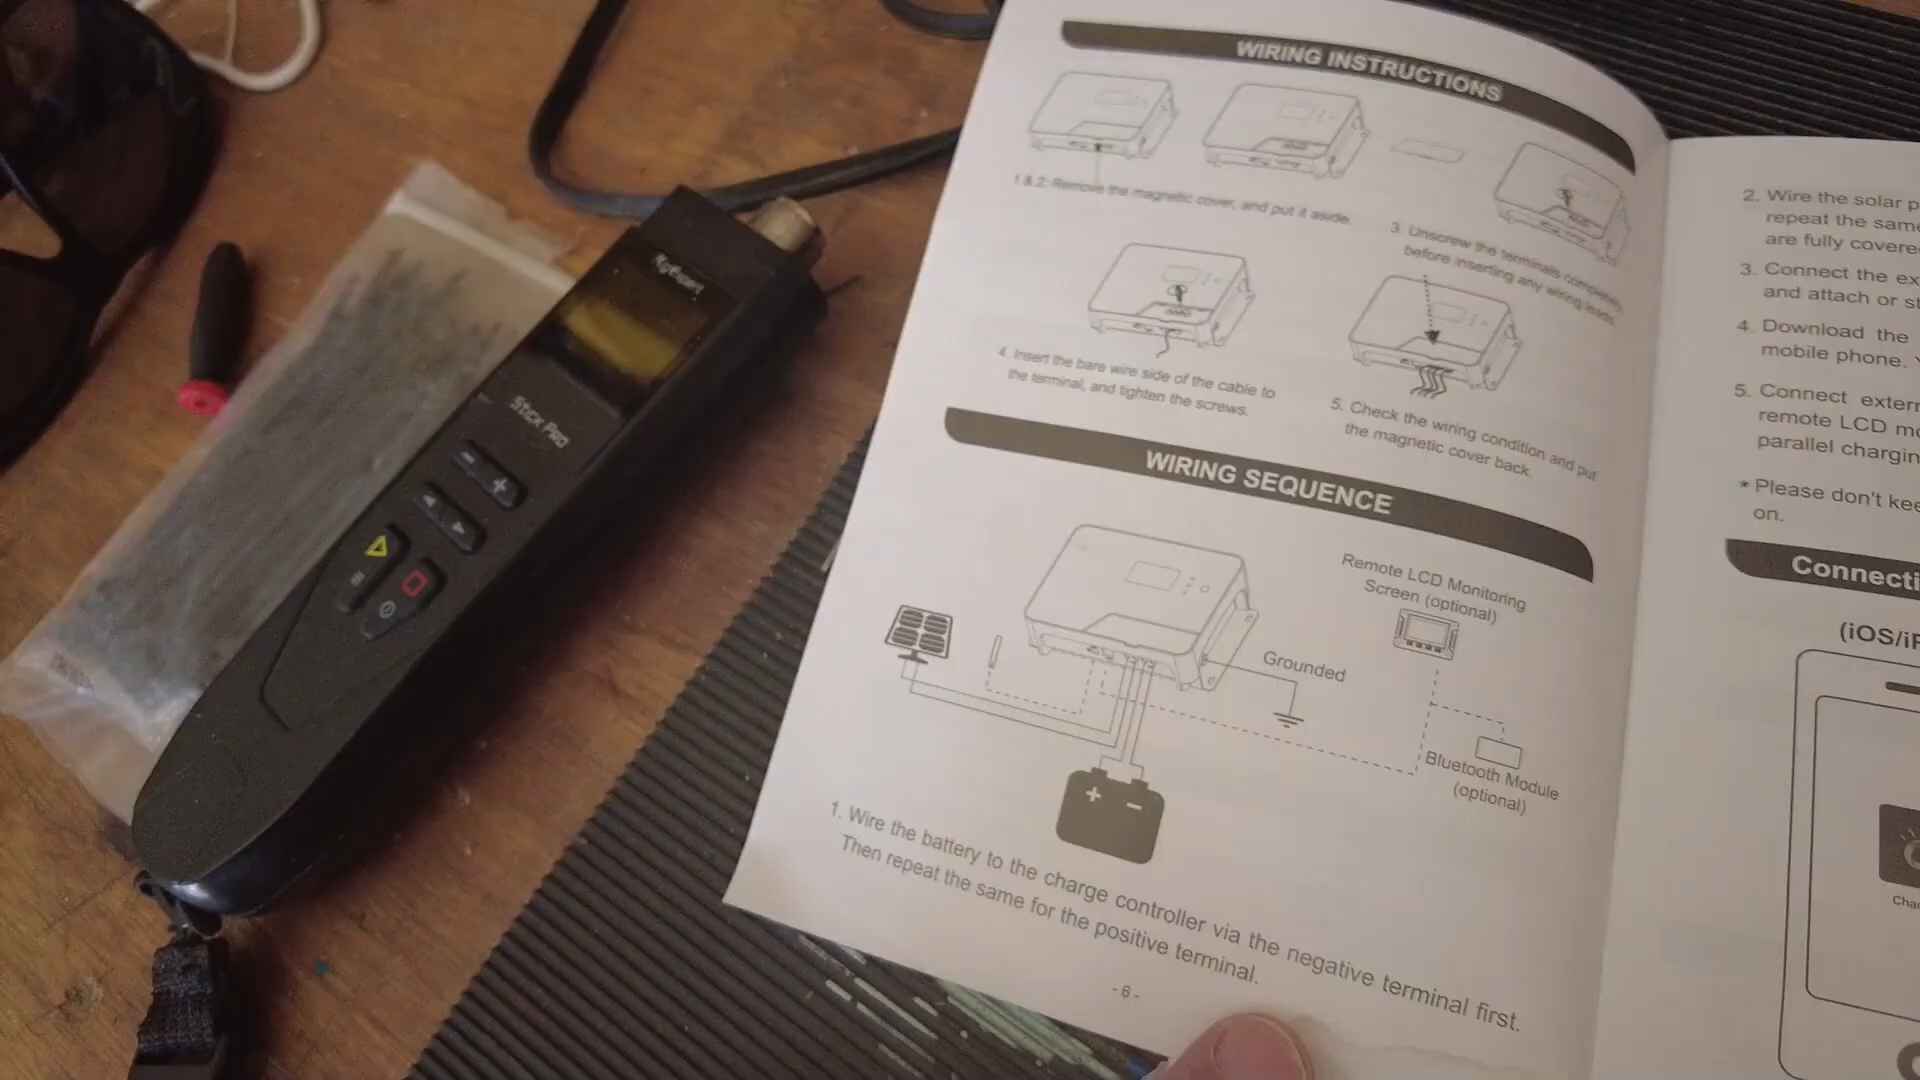 RigExpert
Stick Pro
WIRING INSTRUCTIONS
1 & 2: Remove the magnetic cover, and put it aside.
3. Unscrew the terminals completely
before inserting any wiring leads.
4. Insert the bare wire side of the cable to
the terminal, and tighten the screws.
5. Check the wiring condition and put
the magnetic cover back.
WIRING SEQUENCE
Remote LCD Monitoring
Screen (optional)
Grounded
Bluetooth Module
(optional)
+ −
1. Wire the battery to the charge controller via the negative terminal first.
Then repeat the same for the positive terminal.
- 6 -
2. Wire the solar p
repeat the same
are fully covere
3. Connect the ex
and attach or st
4. Download the
mobile phone.
5. Connect extern
remote LCD mo
parallel chargin
* Please don't kee
on.
Connecti
(iOS/iP
Char